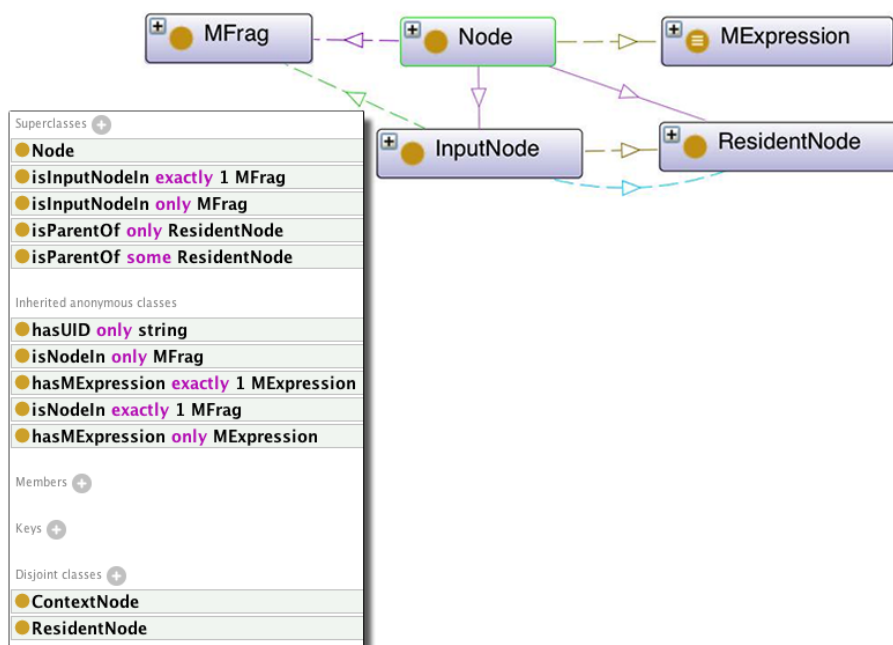 MFrag
Node
MExpression
InputNode
ResidentNode
Superclasses
Node
isInputNodeIn exactly 1 MFrag
isInputNodeIn only MFrag
isParentOf only ResidentNode
isParentOf some ResidentNode
Inherited anonymous classes
hasUID only string
isNodeIn only MFrag
hasMExpression exactly 1 MExpression
isNodeIn exactly 1 MFrag
hasMExpression only MExpression
Members
Keys
Disjoint classes
ContextNode
ResidentNode